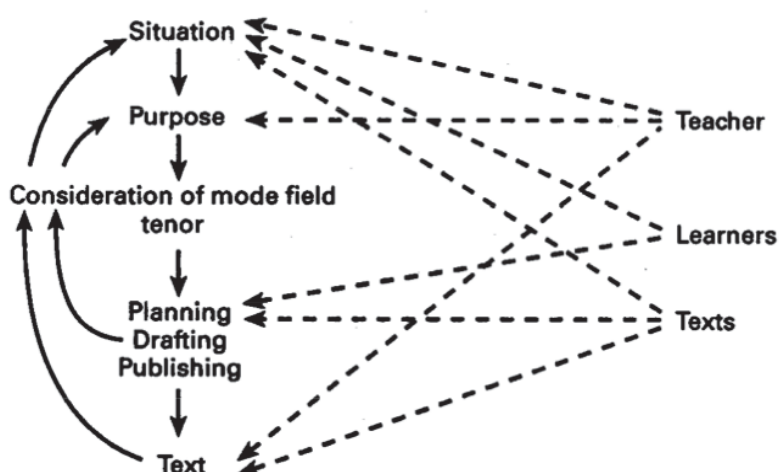 Situation
Purpose
Teacher
Consideration of mode field
tenor
Learners
Planning
Drafting
Publishing
Texts
Text